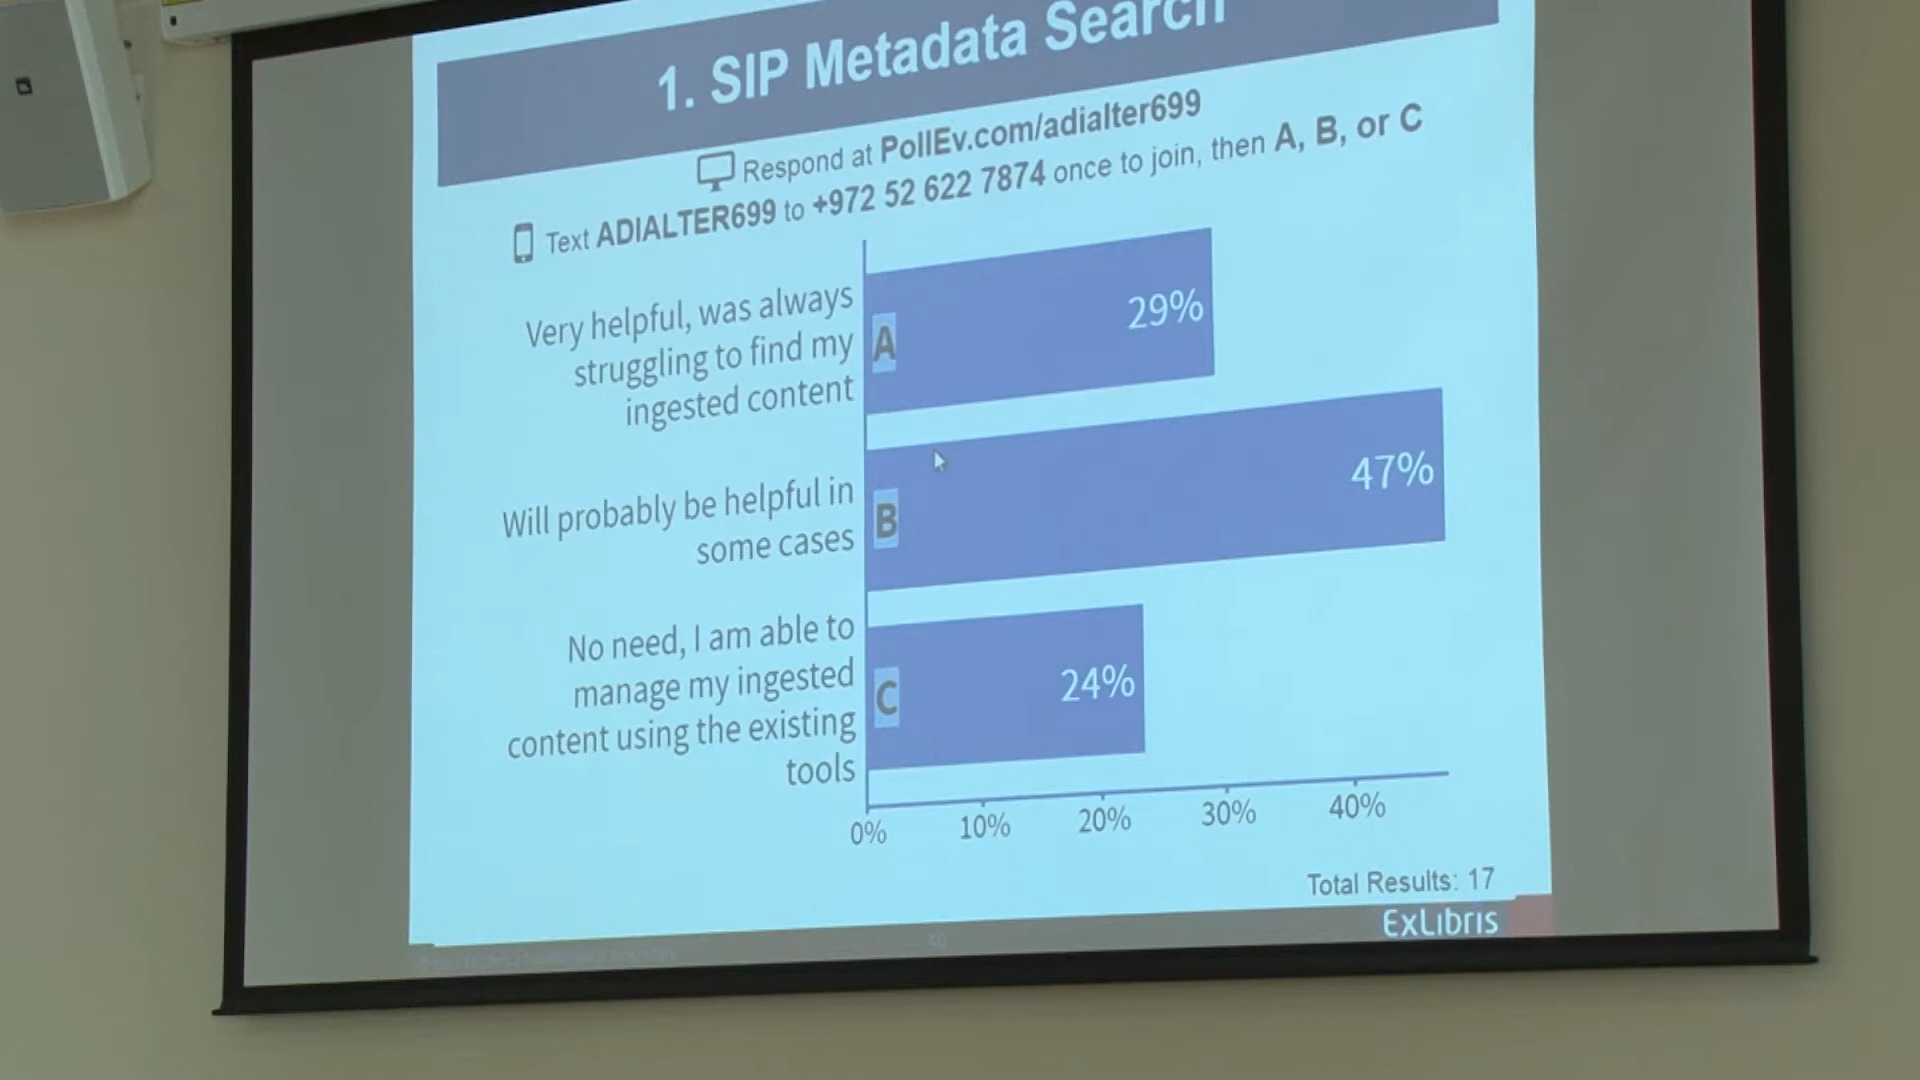 1. SIP Metadata Search
Respond at PollEv.com/adialter699
Text ADIALTER699 to +972 52 622 7874 once to join, then A, B, or C
Very helpful, was always
struggling to find my
ingested content
A
29%
Will probably be helpful in
some cases
B
47%
No need, I am able to
manage my ingested
content using the existing
tools
C
24%
0%
10%
20%
30%
40%
Total Results: 17
ExLibris